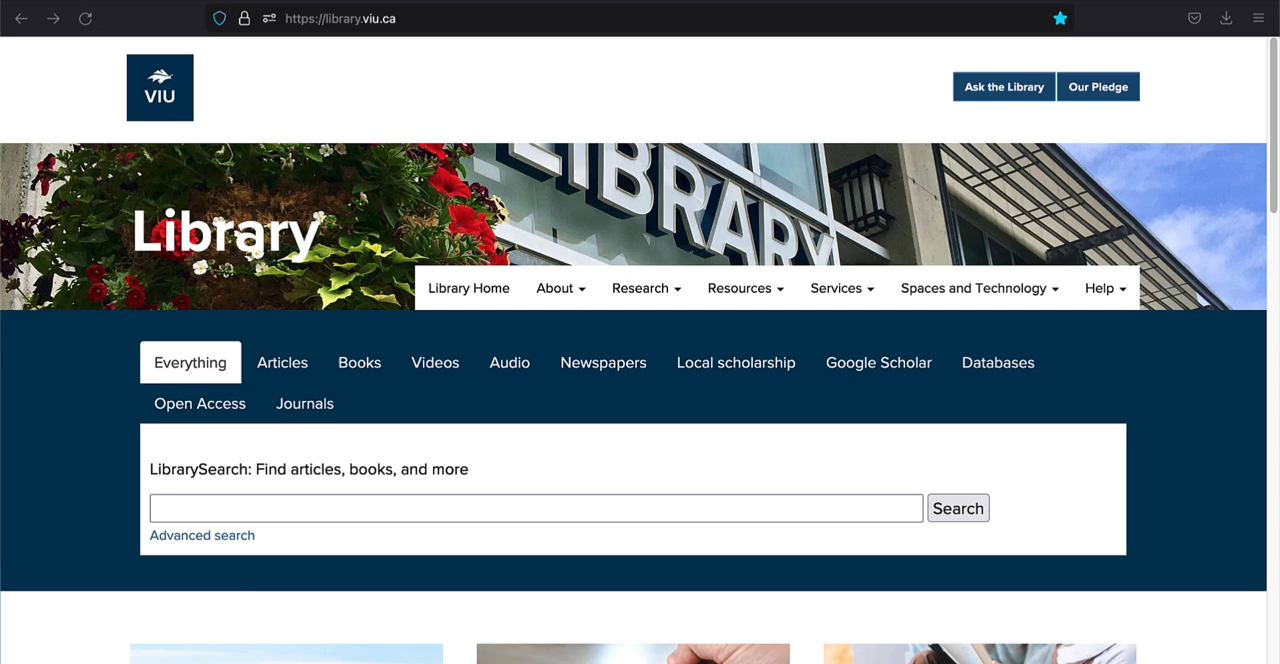 https://library.viu.ca
VIU
Ask the Library Our Pledge
LIBRARY
Library
Library Home About Research Resources Services Spaces and Technology Help
Everything Articles Books Videos Audio Newspapers Local scholarship Google Scholar Databases
Open Access Journals
LibrarySearch: Find articles, books, and more
Search
Advanced search